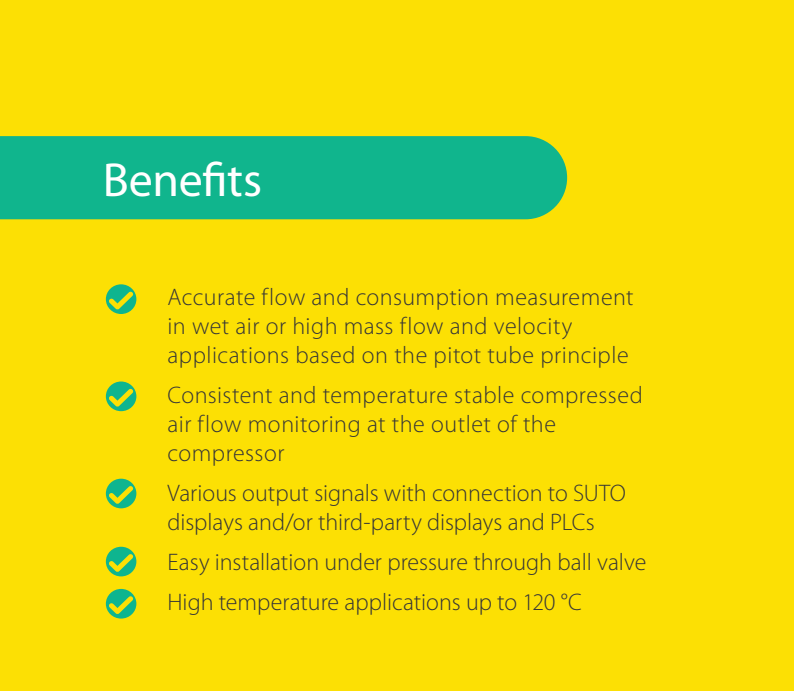 Benefits
Accurate flow and consumption measurement
in wet air or high mass flow and velocity
applications based on the pitot tube principle
Consistent and temperature stable compressed
air flow monitoring at the outlet of the
compressor
Various output signals with connection to SUTO
displays and/or third-party displays and PLCs
Easy installation under pressure through ball valve
High temperature applications up to 120 °C